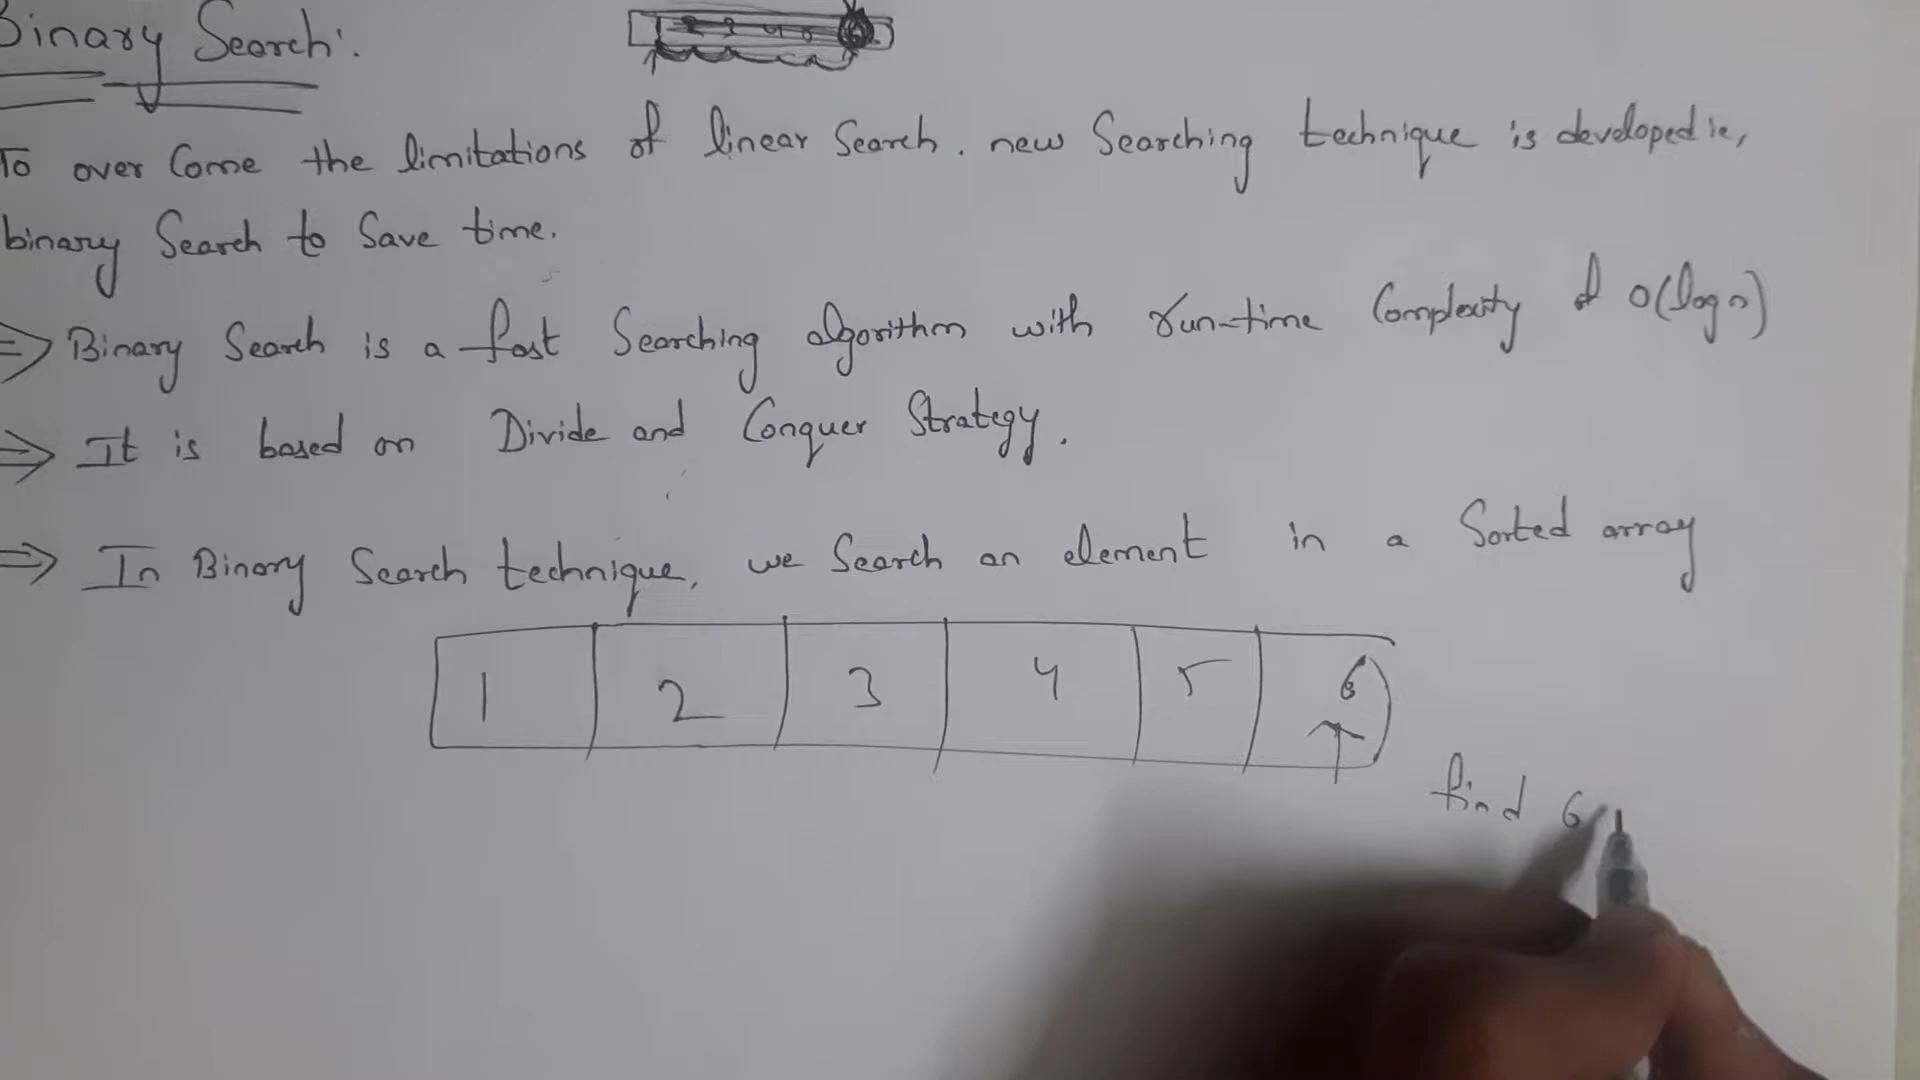 Binary Search:
To over Come the limitations of linear Search. new Searching technique is developed ie,
binary Search to Save time.
⇒ Binary Search is a fast Searching algorithm with run-time Complexity of O(log n)
⇒ It is based on Divide and Conquer Strategy.
⇒ In Binary Search technique, we Search an element in a Sorted array
1 2 3 4 5 6
find 6